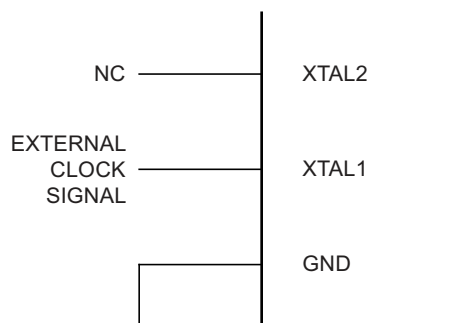 NC
XTAL2
EXTERNAL
CLOCK
SIGNAL
XTAL1
GND